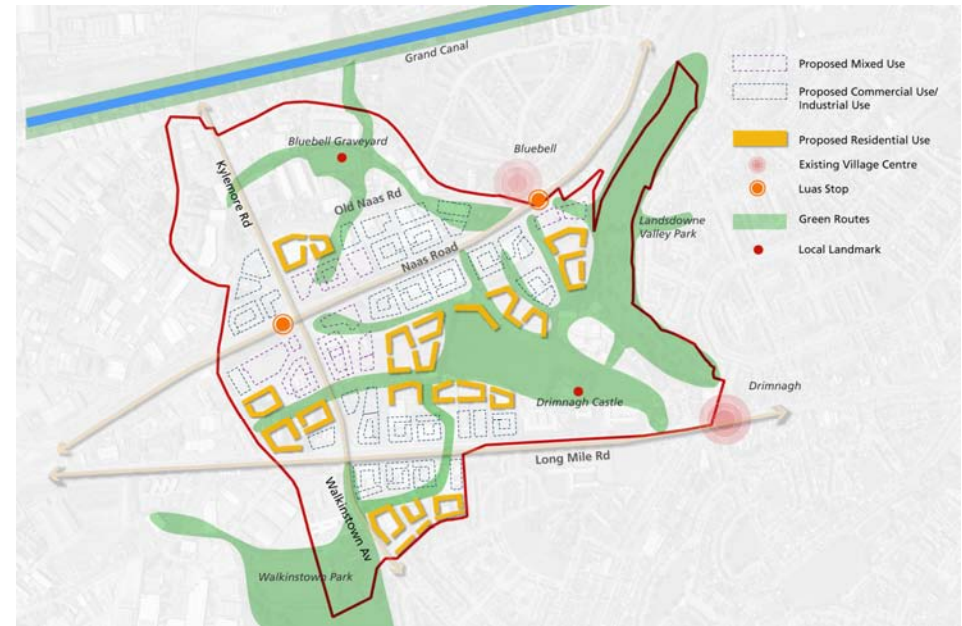 Grand Canal
Proposed Mixed Use
Proposed Commercial Use/
Industrial Use
Proposed Residential Use
Existing Village Centre
Luas Stop
Green Routes
Local Landmark
Bluebell Graveyard
Bluebell
Kylemore Rd
Old Naas Rd
Naas Road
Landsdowne
Valley Park
Drimnagh Castle
Drimnagh
Long Mile Rd
Walkinstown Av
Walkinstown Park